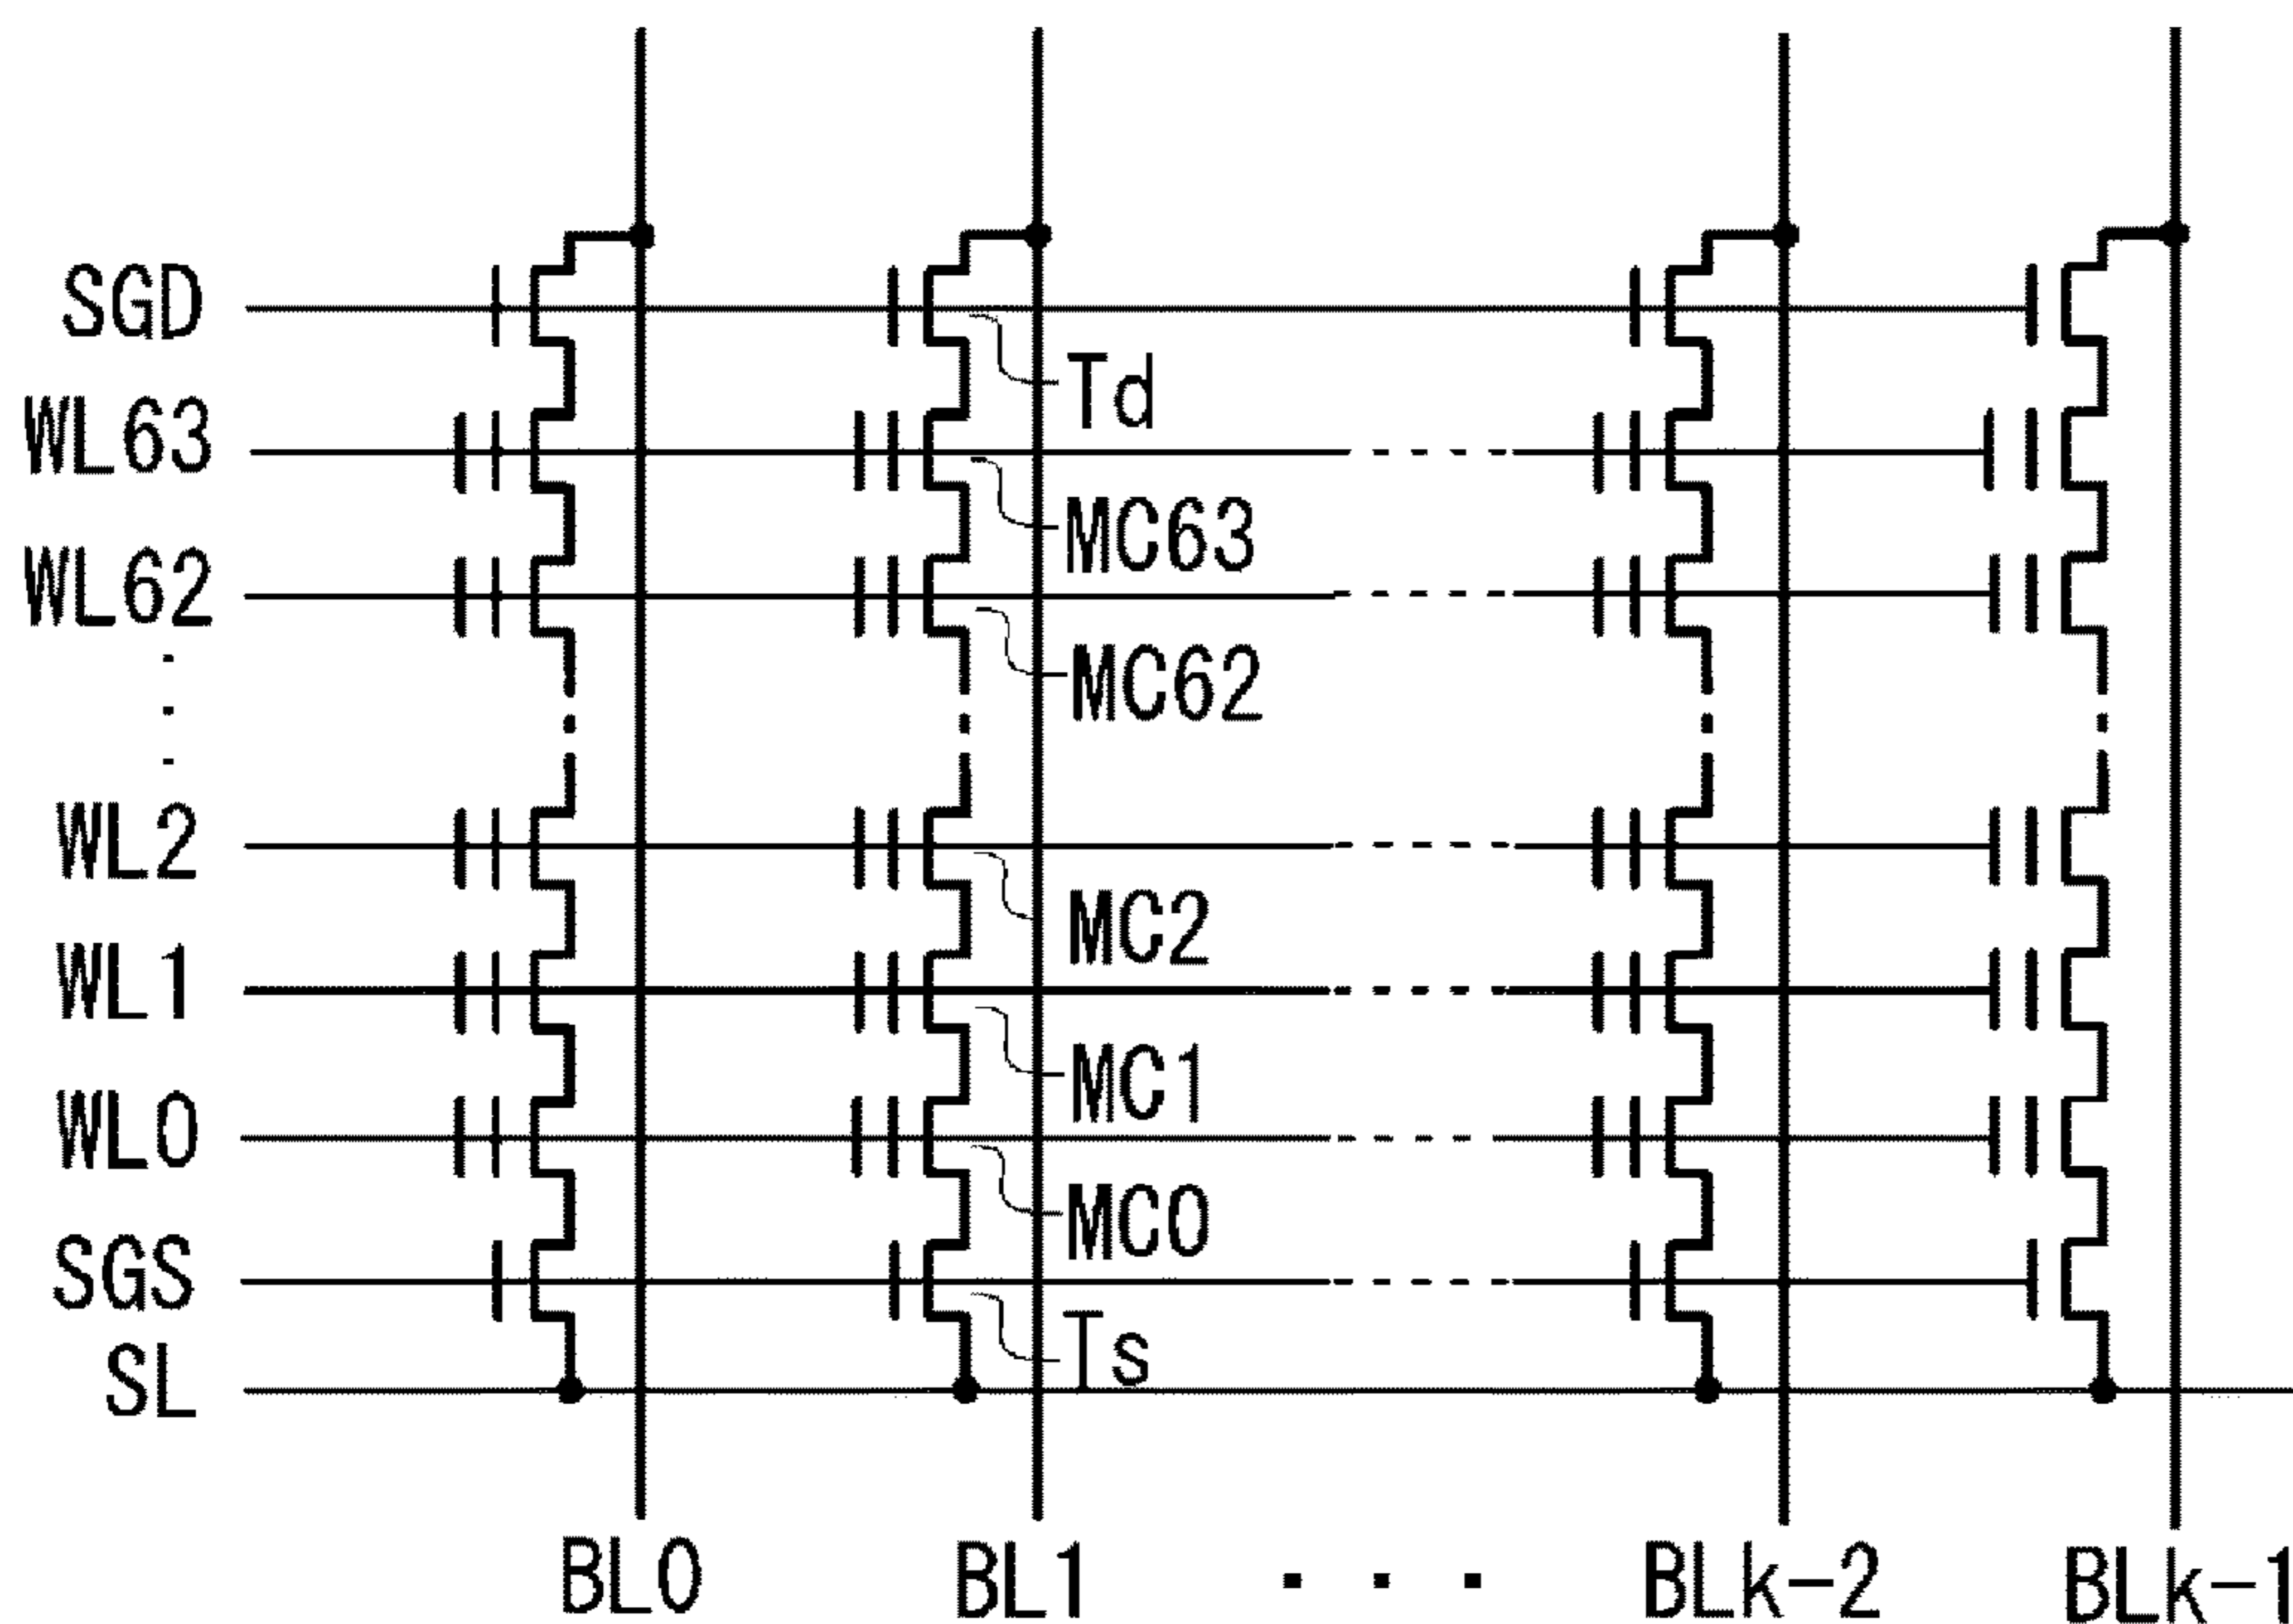 SGD
Td
WL63
MC63
WL62
MC62
WL2
MC2
WL1
MC1
WL0
MC0
SGS
Ts
SL
BL0 BL1 ... BLk-2 BLk-1